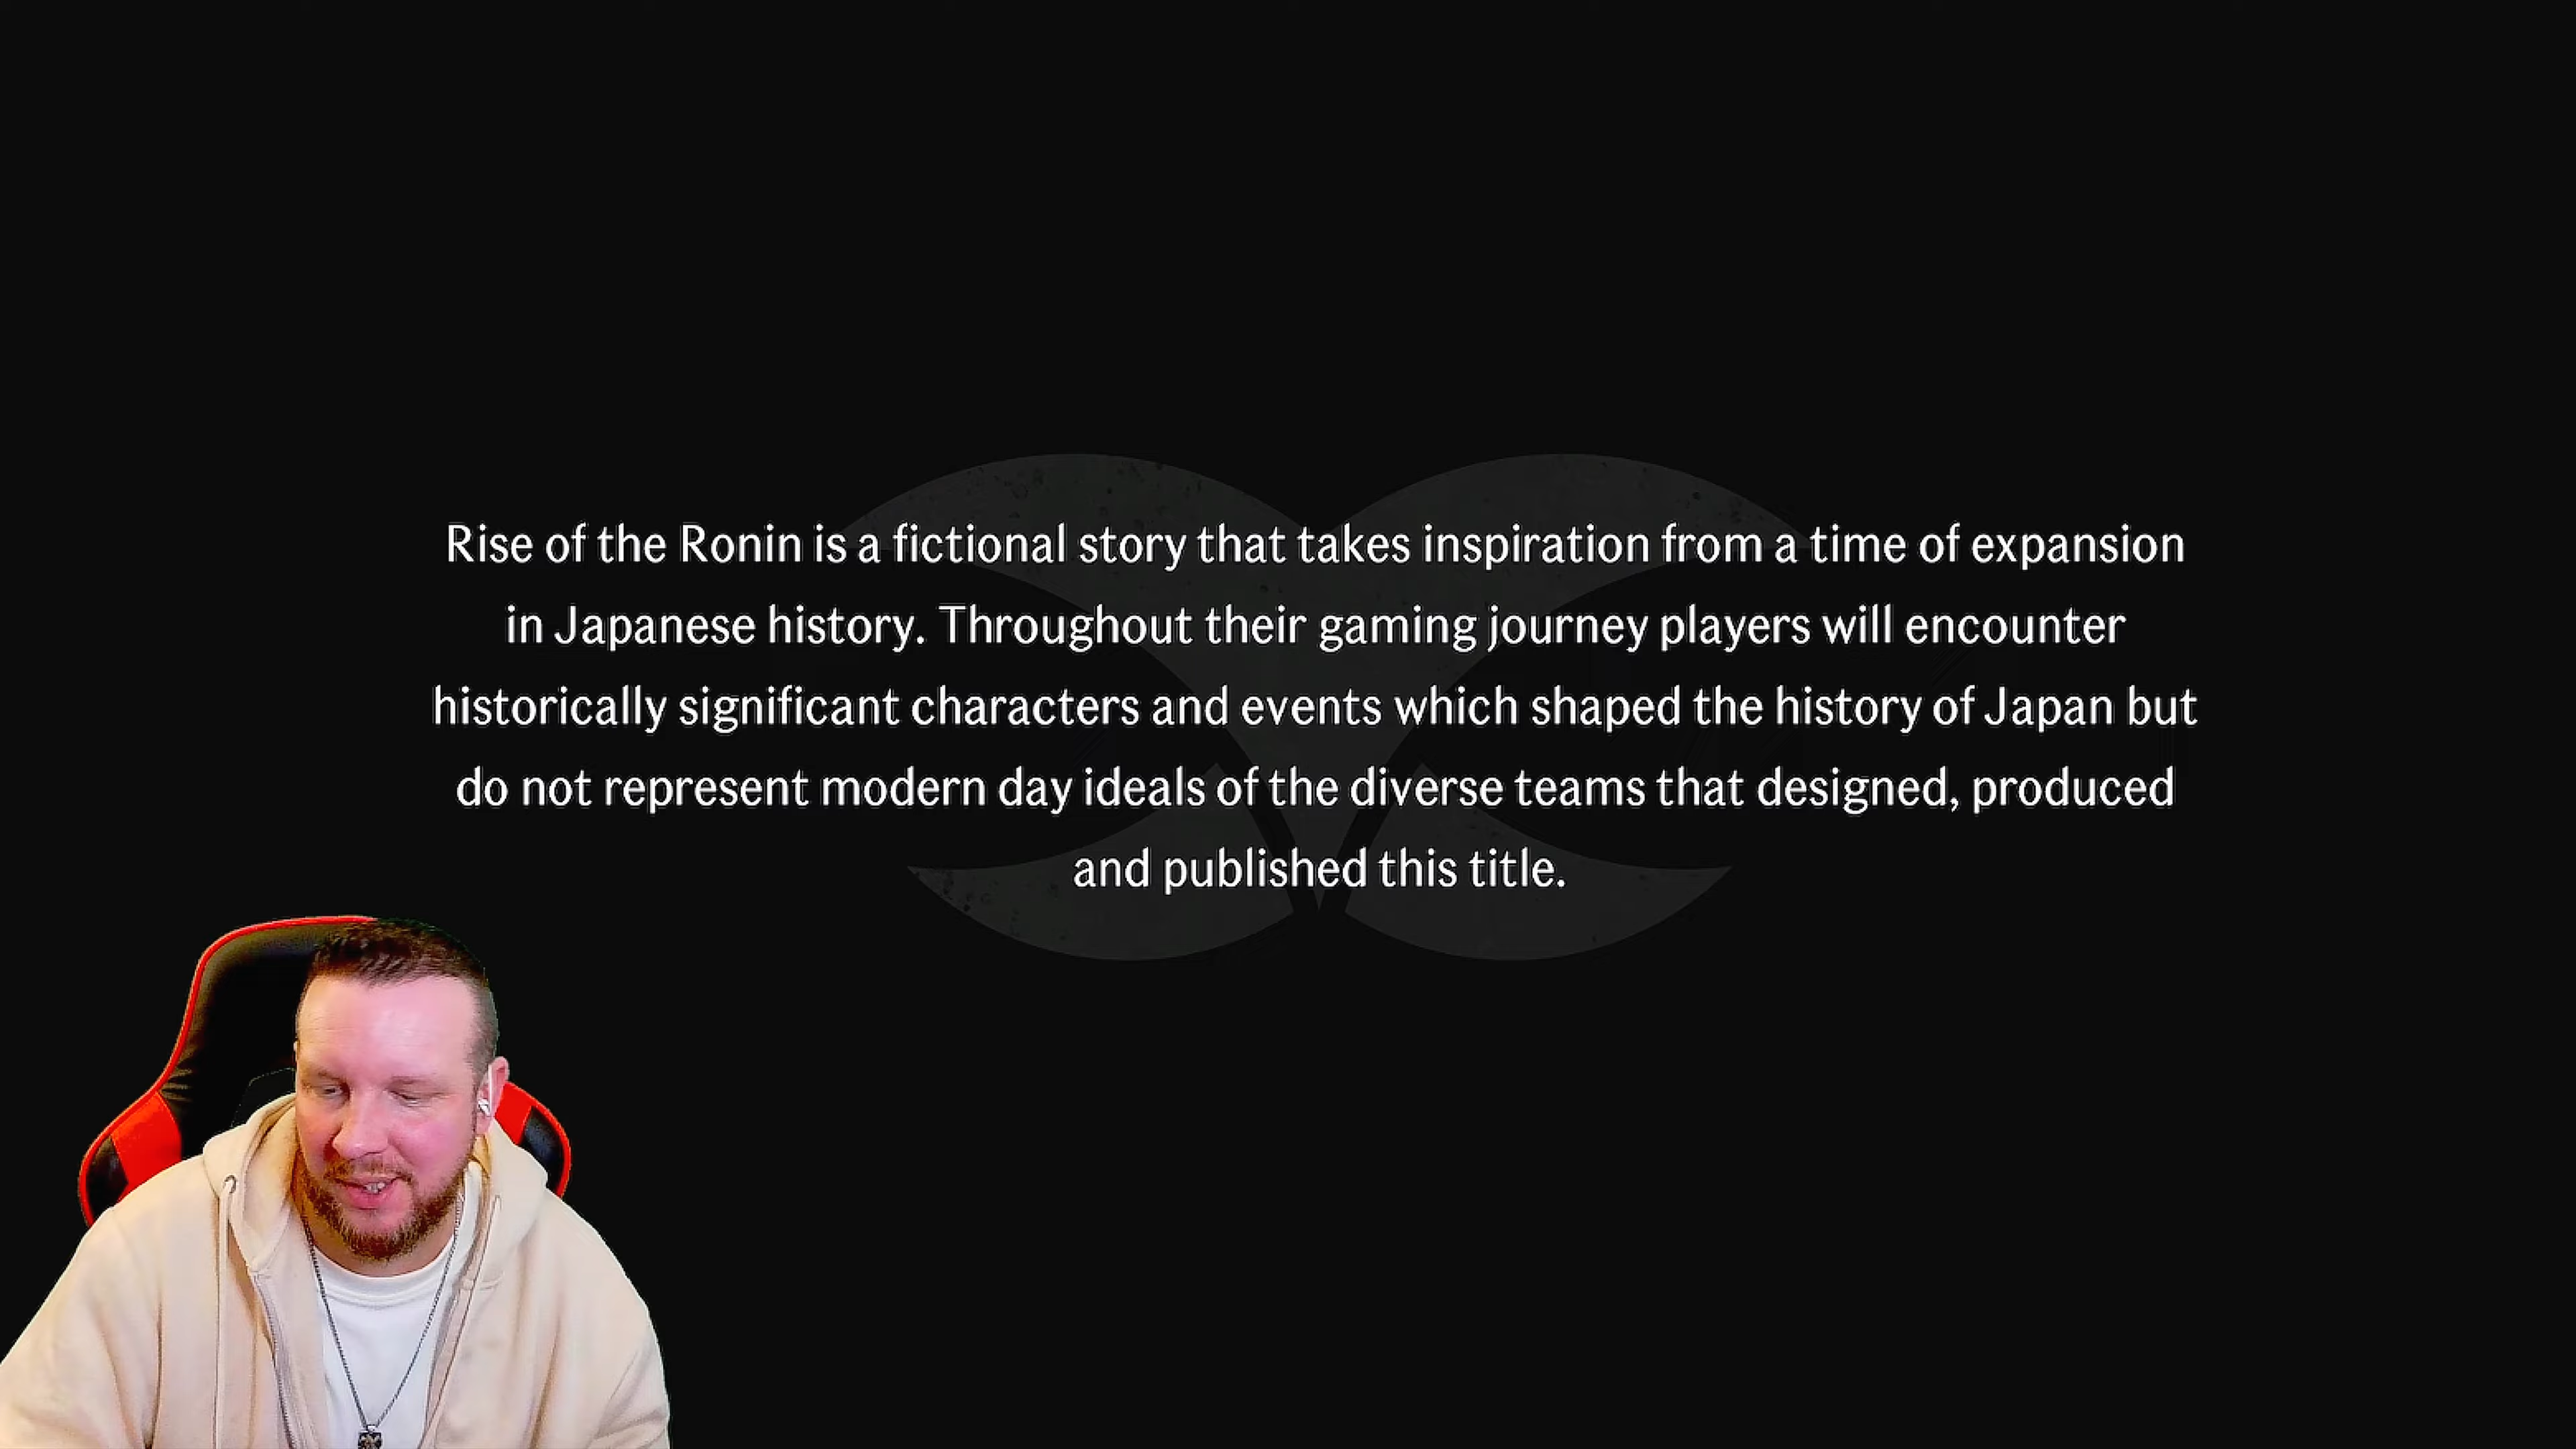 Rise of the Ronin is a fictional story that takes inspiration from a time of expansion
in Japanese history. Throughout their gaming journey players will encounter
historically significant characters and events which shaped the history of Japan but
do not represent modern day ideals of the diverse teams that designed, produced
and published this title.